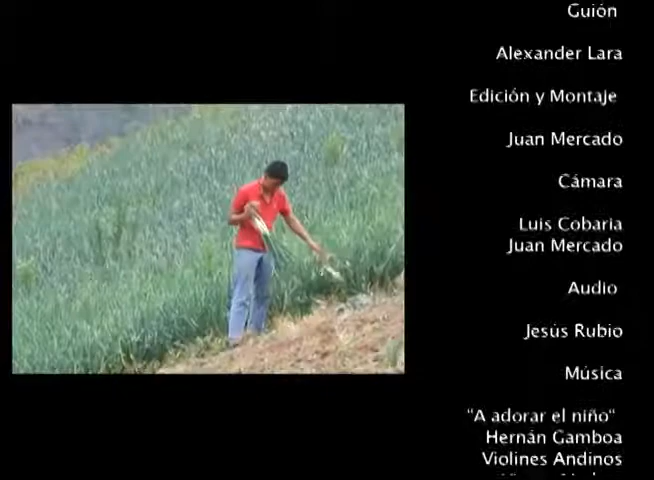 Guión
Alexander Lara
Edición y Montaje
Juan Mercado
Cámara
Luis Cobaria
Juan Mercado
Audio
Jesús Rubio
Música
"A adorar el niño"
Hernán Gamboa
Violines Andinos